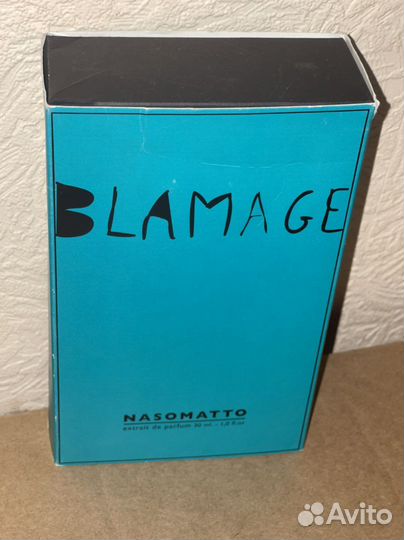 BLAMAGE
NASOMATTO
extrait de parfum 30 ml - 1,0 fl oz
Avito